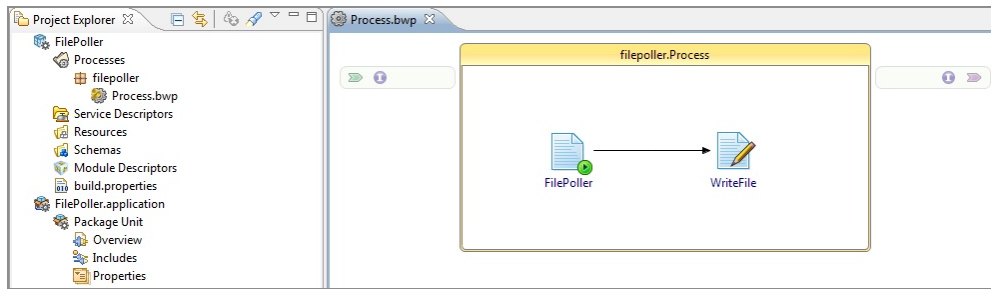 Project Explorer
FilePoller
Processes
filepoller
Process.bwp
Service Descriptors
Resources
Schemas
Module Descriptors
build.properties
FilePoller.application
Package Unit
Overview
Includes
Properties
Process.bwp
filepoller.Process
FilePoller
WriteFile